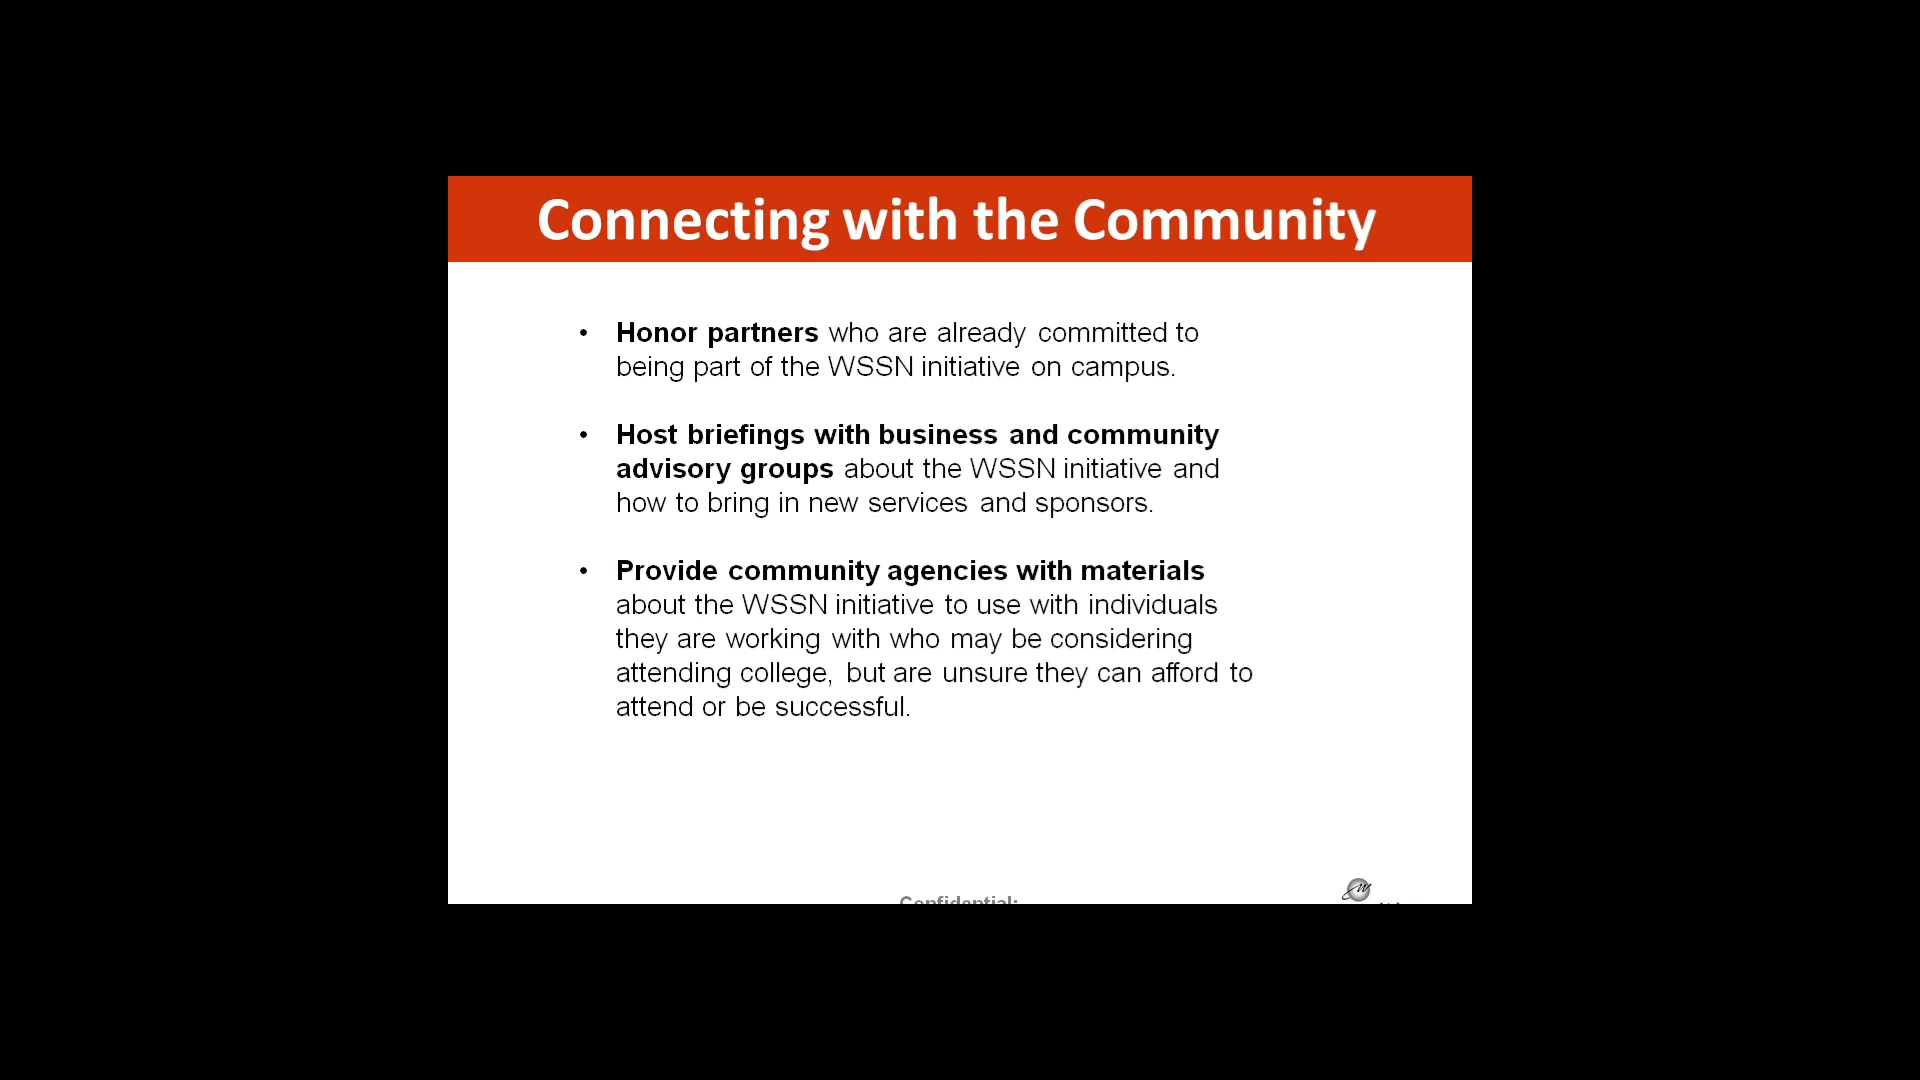 Connecting with the Community
• Honor partners who are already committed to
being part of the WSSN initiative on campus.
• Host briefings with business and community
advisory groups about the WSSN initiative and
how to bring in new services and sponsors.
• Provide community agencies with materials
about the WSSN initiative to use with individuals
they are working with who may be considering
attending college, but are unsure they can afford to
attend or be successful.
Confidential: